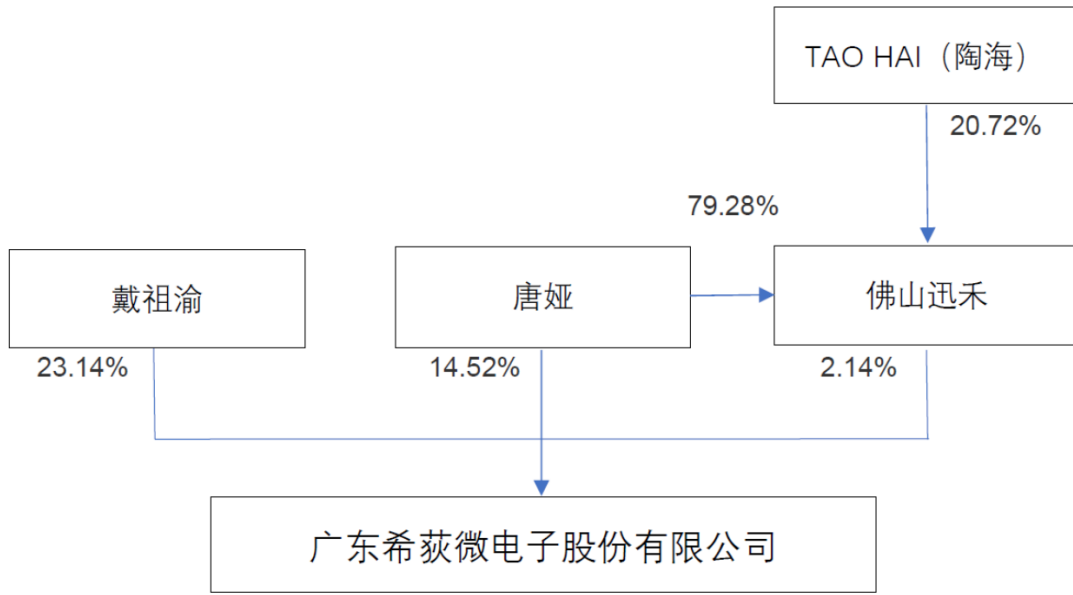 TAO HAI（陶海）
20.72%
79.28%
戴祖渝
唐娅
佛山迅禾
23.14%
14.52%
2.14%
广东希荻微电子股份有限公司